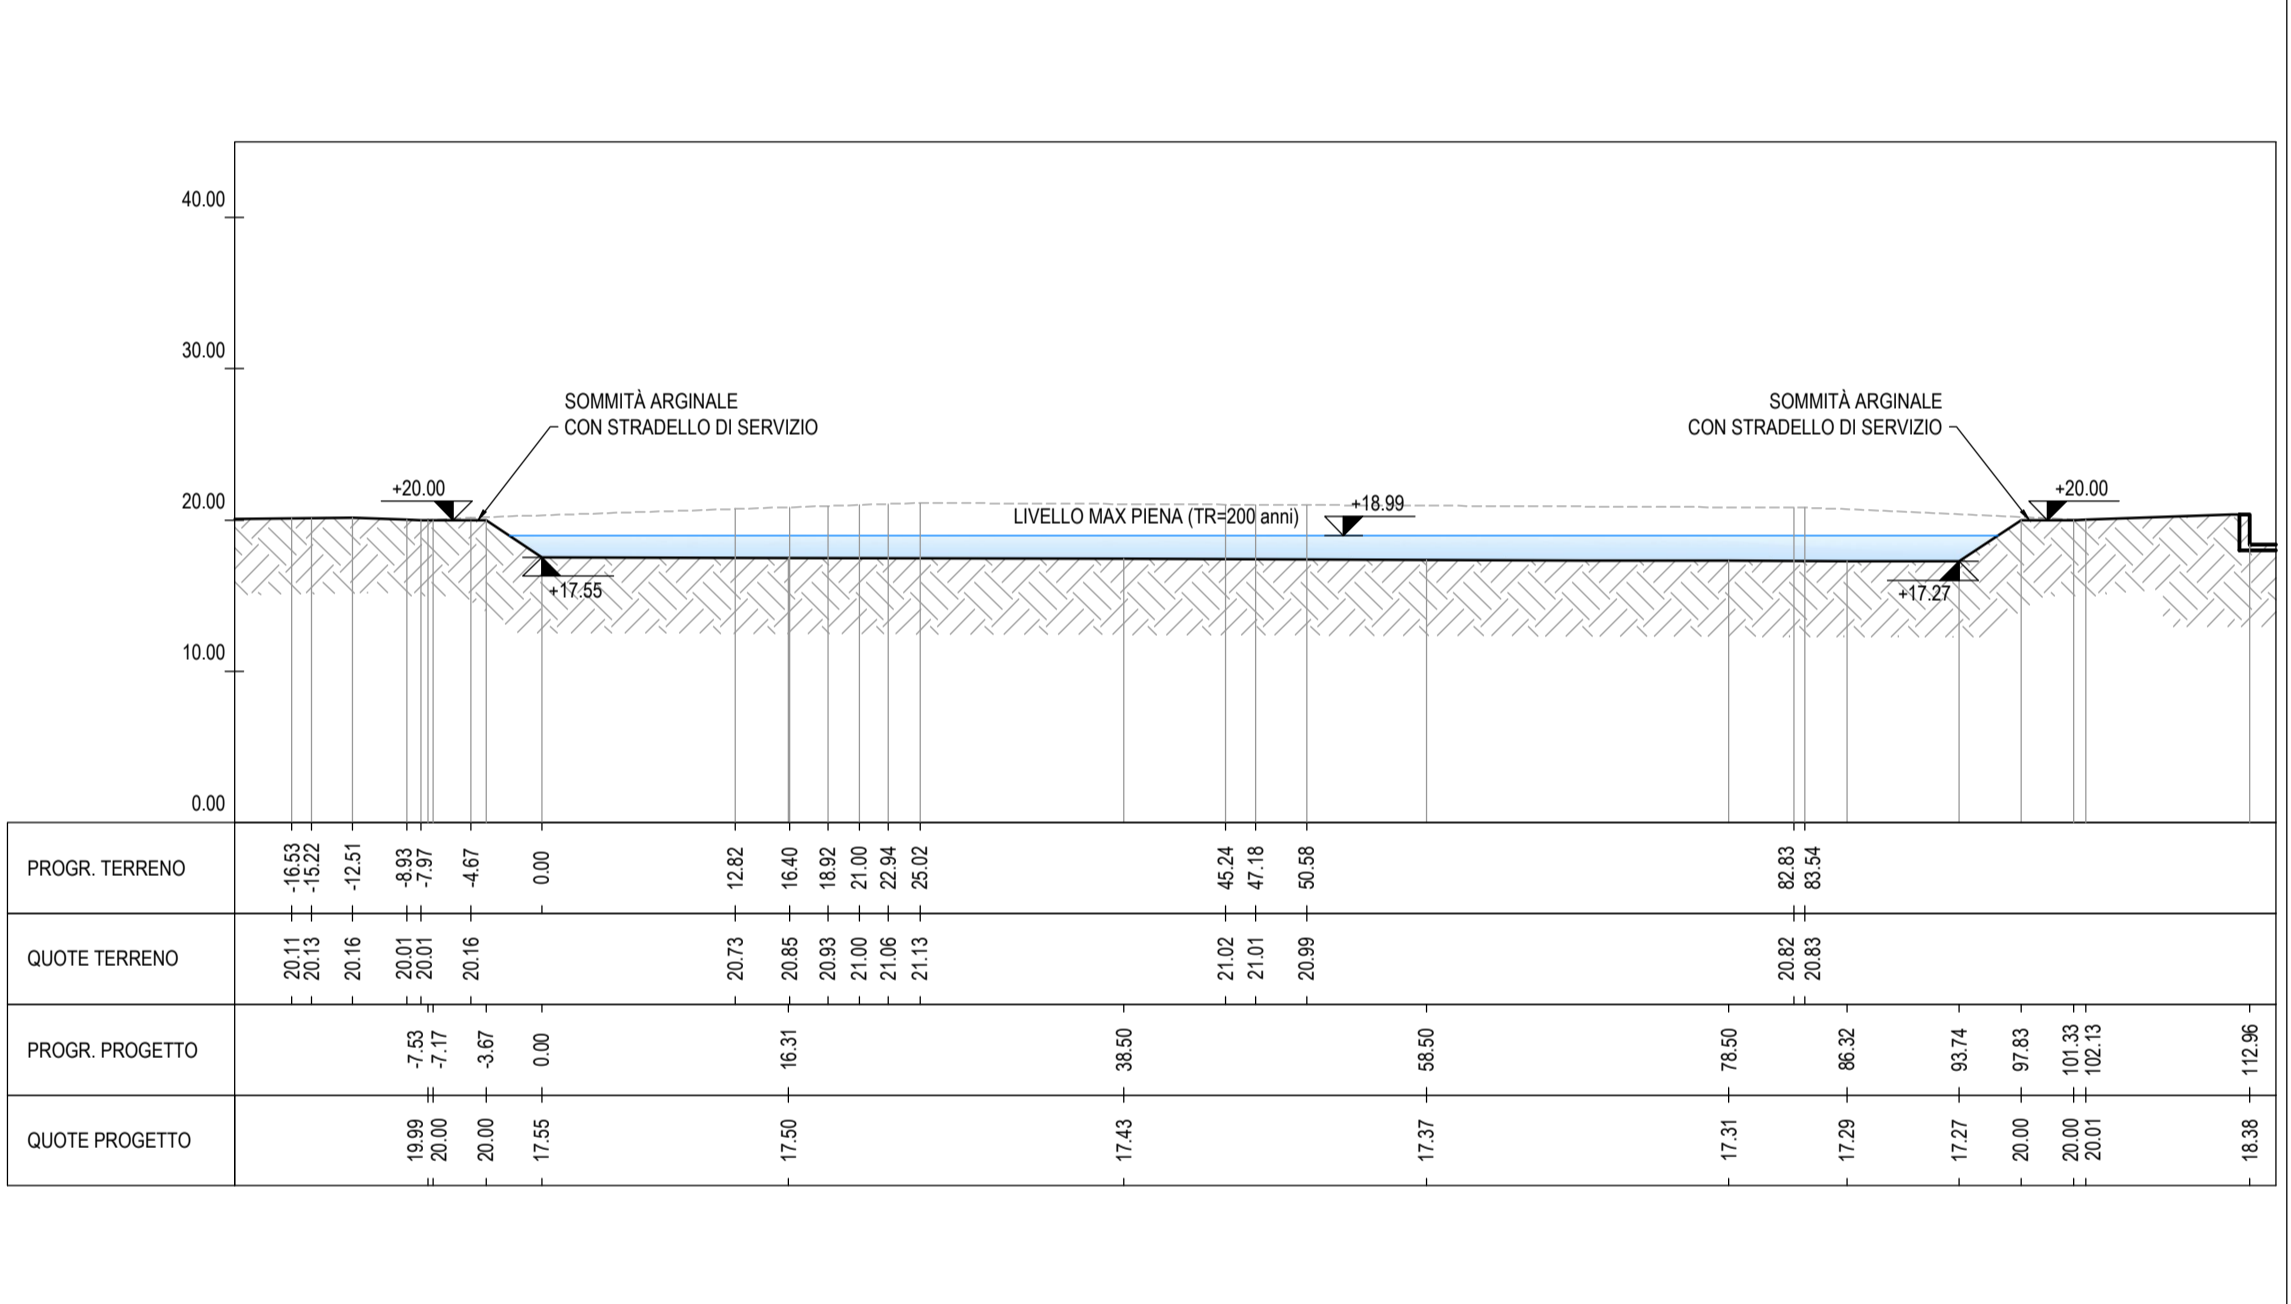 40.00
30.00
20.00
10.00
0.00
SOMMITÀ ARGINALE
CON STRADELLO DI SERVIZIO
SOMMITÀ ARGINALE
CON STRADELLO DI SERVIZIO
+20.00
LIVELLO MAX PIENA (TR=200 anni)
+18.99
+20.00
+17.55
+17.27
PROGR. TERRENO
-16.53 -15.22 -12.51 -8.93 -7.97 -4.67 0.00 12.82 16.40 18.92 21.00 22.94 25.02 45.24 47.18 50.58 82.83 83.54
QUOTE TERRENO
20.11 20.13 20.16 20.01 20.01 20.16 20.73 20.85 20.93 21.00 21.06 21.13 21.02 21.01 20.99 20.82 20.83
PROGR. PROGETTO
-7.53 -7.17 -3.67 0.00 16.31 38.50 58.50 78.50 86.32 93.74 97.83 101.33 102.13 112.96
QUOTE PROGETTO
19.99 20.00 20.00 17.55 17.50 17.43 17.37 17.31 17.29 17.27 20.00 20.00 20.01 18.38